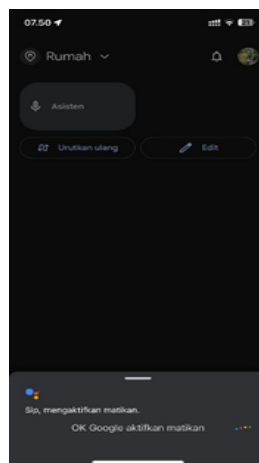 07.50
Rumah
Asisten
Urutkan ulang
Edit
Sip, mengaktifkan matikan.
OK Google aktifkan matikan